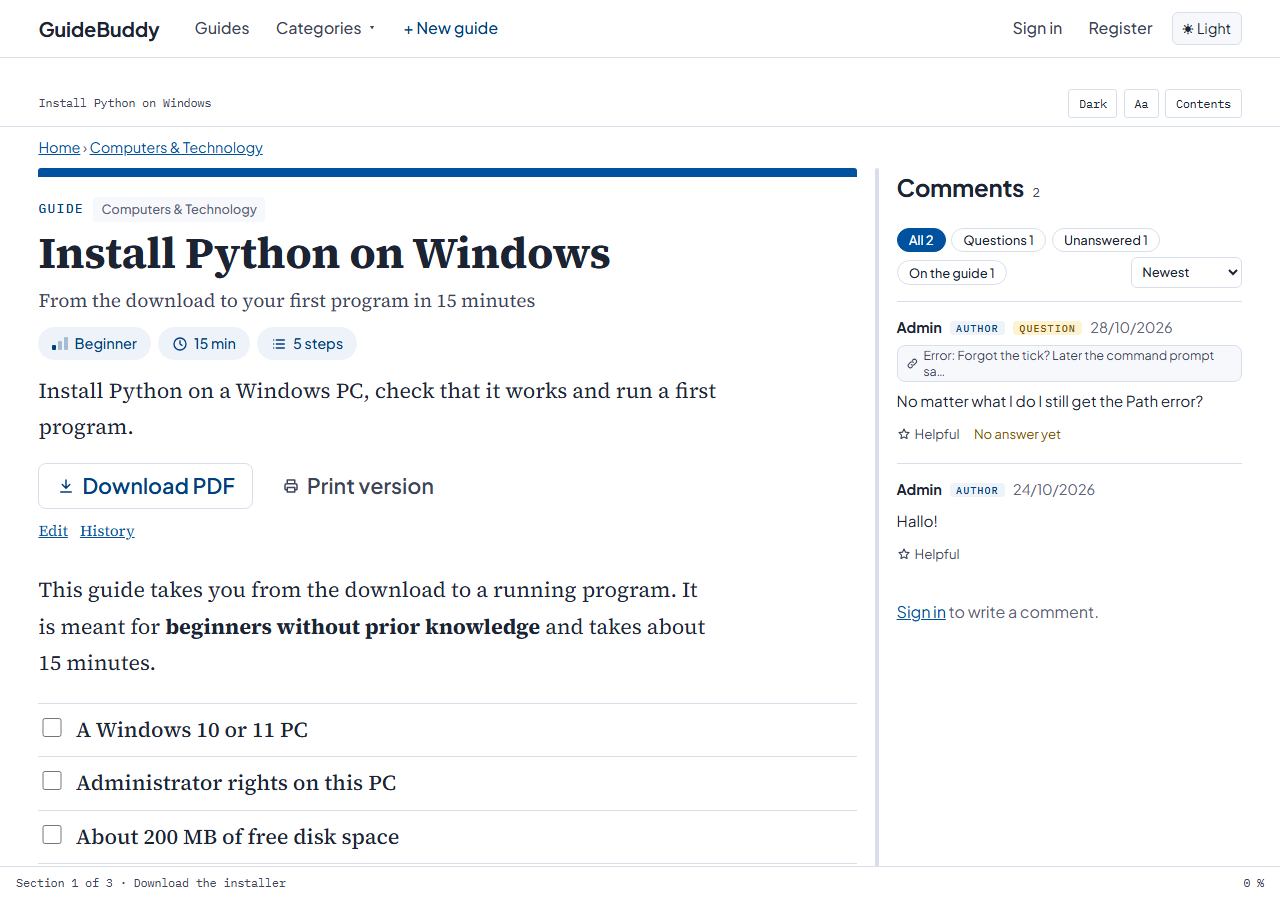 GuideBuddy Guides Categories + New guide Sign in Register Light
Install Python on Windows Dark Aa Contents
Home › Computers & Technology
GUIDE Computers & Technology
Install Python on Windows
From the download to your first program in 15 minutes
Beginner 15 min 5 steps
Install Python on a Windows PC, check that it works and run a first
program.
Download PDF Print version
Edit History
This guide takes you from the download to a running program. It
is meant for beginners without prior knowledge and takes about
15 minutes.
A Windows 10 or 11 PC
Administrator rights on this PC
About 200 MB of free disk space
Comments 2
All 2 Questions 1 Unanswered 1
On the guide 1 Newest
Admin AUTHOR QUESTION 28/10/2026
Error: Forgot the tick? Later the command prompt
sa…
No matter what I do I still get the Path error?
Helpful No answer yet
Admin AUTHOR 24/10/2026
Hallo!
Helpful
Sign in to write a comment.
Section 1 of 3 · Download the installer 0 %